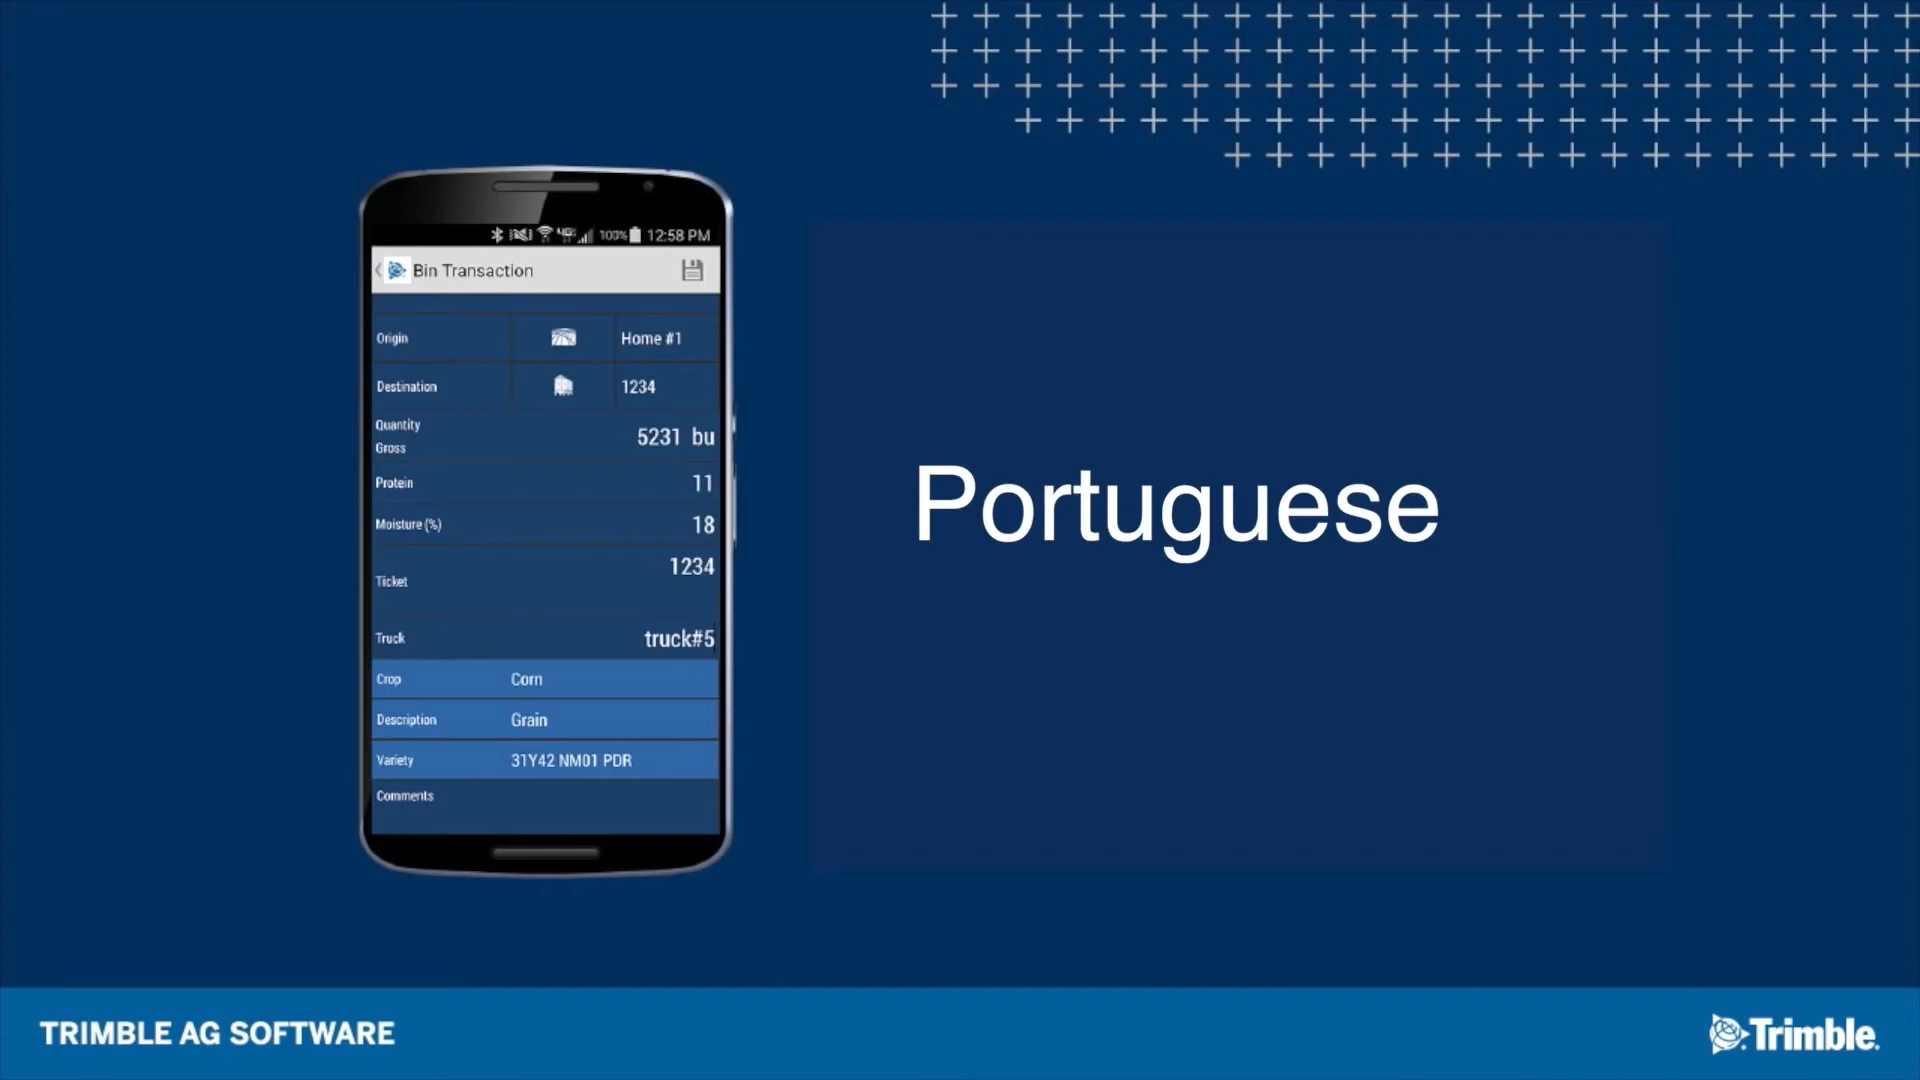 100% 12:58 PM
Bin Transaction
Origin Home #1
Destination 1234
Quantity
Gross 5231 bu
Protein 11
Moisture (%) 18
Ticket 1234
Truck truck#5
Crop Corn
Description Grain
Variety 31Y42 NM01 PDR
Comments
Portuguese
TRIMBLE AG SOFTWARE
Trimble.